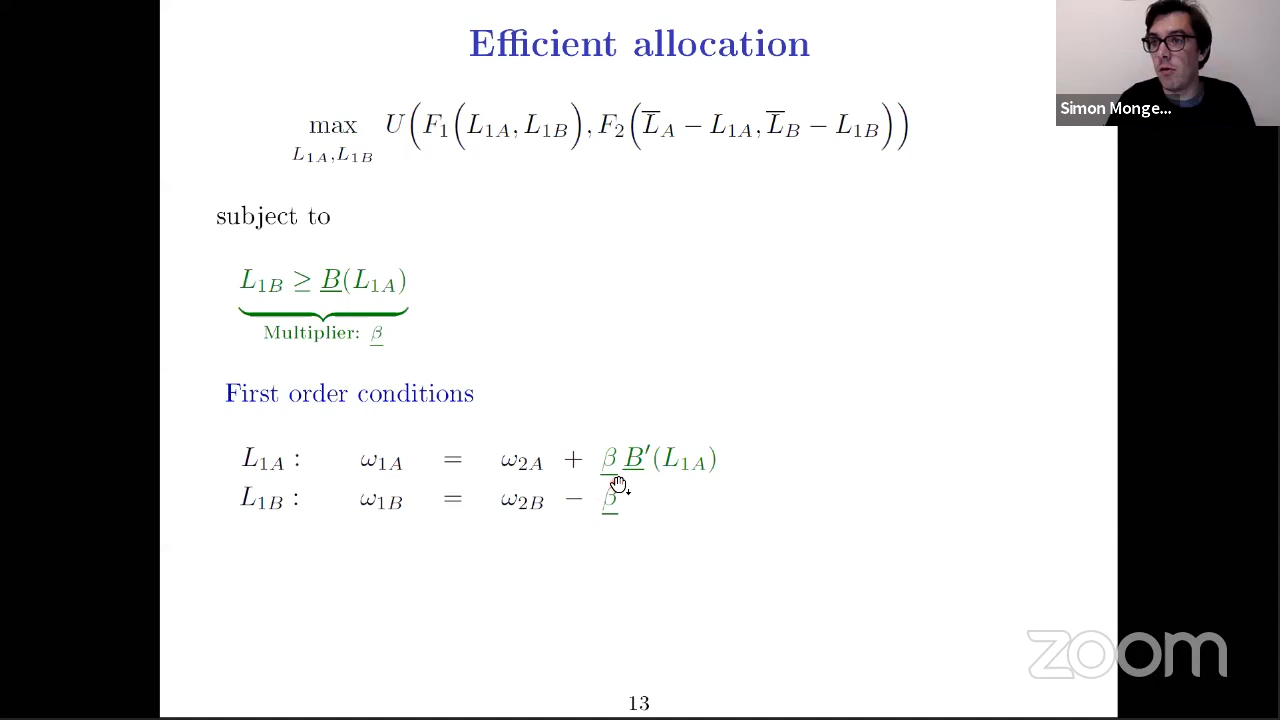 Efficient allocation
max U(F₁(L₁A, L₁B), F₂(L̅A − L₁A, L̅B − L₁B))
L₁A,L₁B
subject to
L₁B ≥ B̲(L₁A)
Multiplier: β̲
First order conditions
L₁A : ω₁A = ω₂A + β̲ B̲′(L₁A)
L₁B : ω₁B = ω₂B − β̲
13
Simon Monge...
zoom